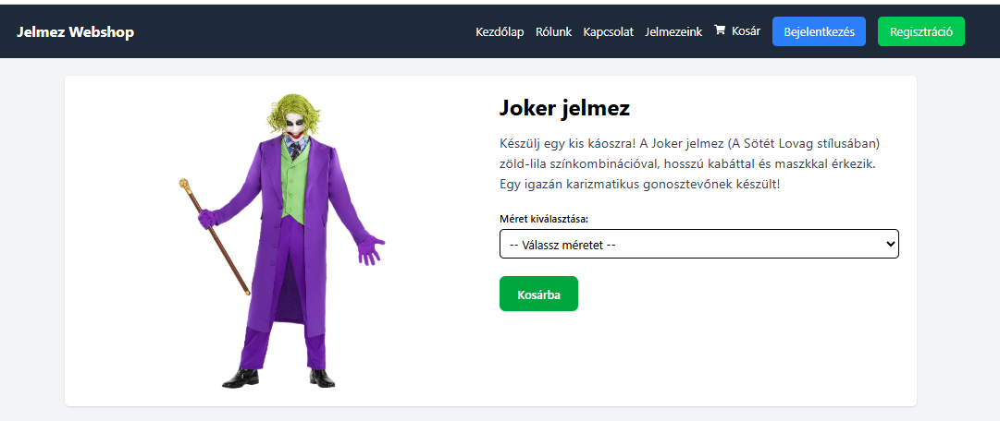 Jelmez Webshop
Kezdőlap Rólunk Kapcsolat Jelmezeink Kosár Bejelentkezés Regisztráció
Joker jelmez
Készülj egy kis káoszra! A Joker jelmez (A Sötét Lovag stílusában)
zöld-lila színkombinációval, hosszú kabáttal és maszkkal érkezik.
Egy igazán karizmatikus gonosztevőnek készült!
Méret kiválasztása:
-- Válassz méretet --
Kosárba